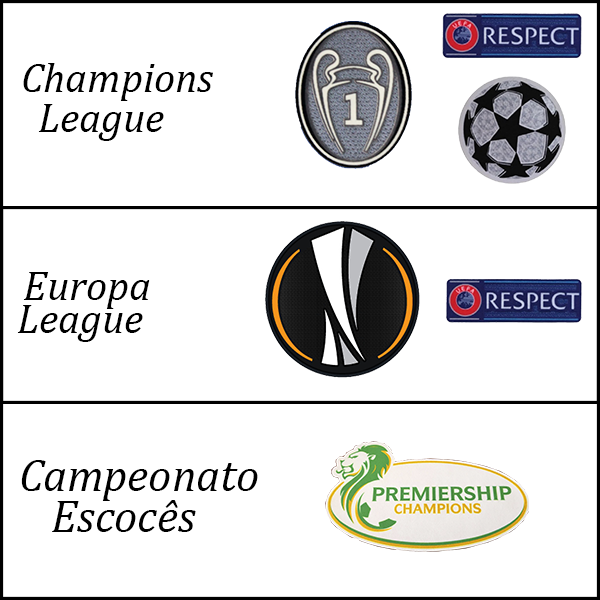 Champions
League
1
UEFA
RESPECT
Europa
League
UEFA
RESPECT
Campeonato
Escocês
PREMIERSHIP
CHAMPIONS